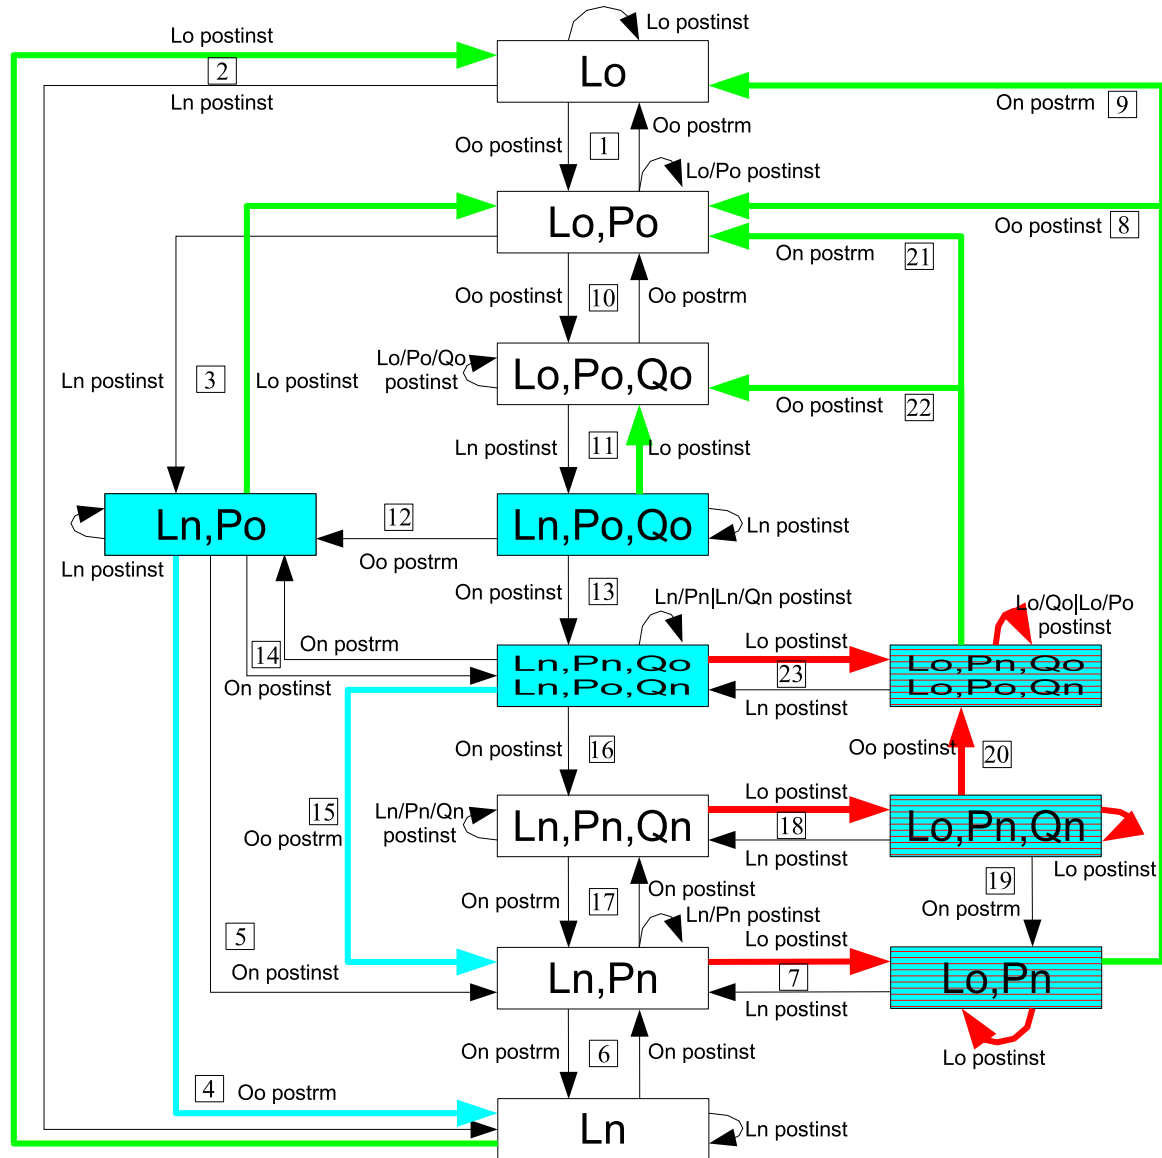 Lo postinst
Lo postinst
2
Lo
Ln postinst
On postrm
9
Oo postinst
1
Oo postrm
Lo/Po postinst
Lo,Po
Oo postinst
8
On postrm
21
Oo postinst
10
Oo postrm
Ln postinst
3
Lo postinst
Lo/Po/Qo
postinst
Lo,Po,Qo
Oo postinst
22
Ln postinst
11
Lo postinst
Ln,Po
12
Ln,Po,Qo
Ln postinst
Oo postrm
Ln postinst
On postinst
13
Ln/Pn|Ln/Qn postinst
Lo/Qo|Lo/Po
postinst
On postrm
14
On postinst
Ln,Pn,Qo
Ln,Po,Qn
Lo postinst
23
Ln postinst
Lo,Pn,Qo
Lo,Po,Qn
On postinst
16
Oo postinst
20
15
Oo postrm
Ln/Pn/Qn
postinst
Ln,Pn,Qn
Lo postinst
18
Ln postinst
Lo,Pn,Qn
Lo postinst
On postrm
17
On postinst
19
On postrm
Ln/Pn postinst
5
On postinst
Ln,Pn
Lo postinst
7
Ln postinst
Lo,Pn
Lo postinst
On postrm
6
On postinst
4
Oo postrm
Ln
Ln postinst